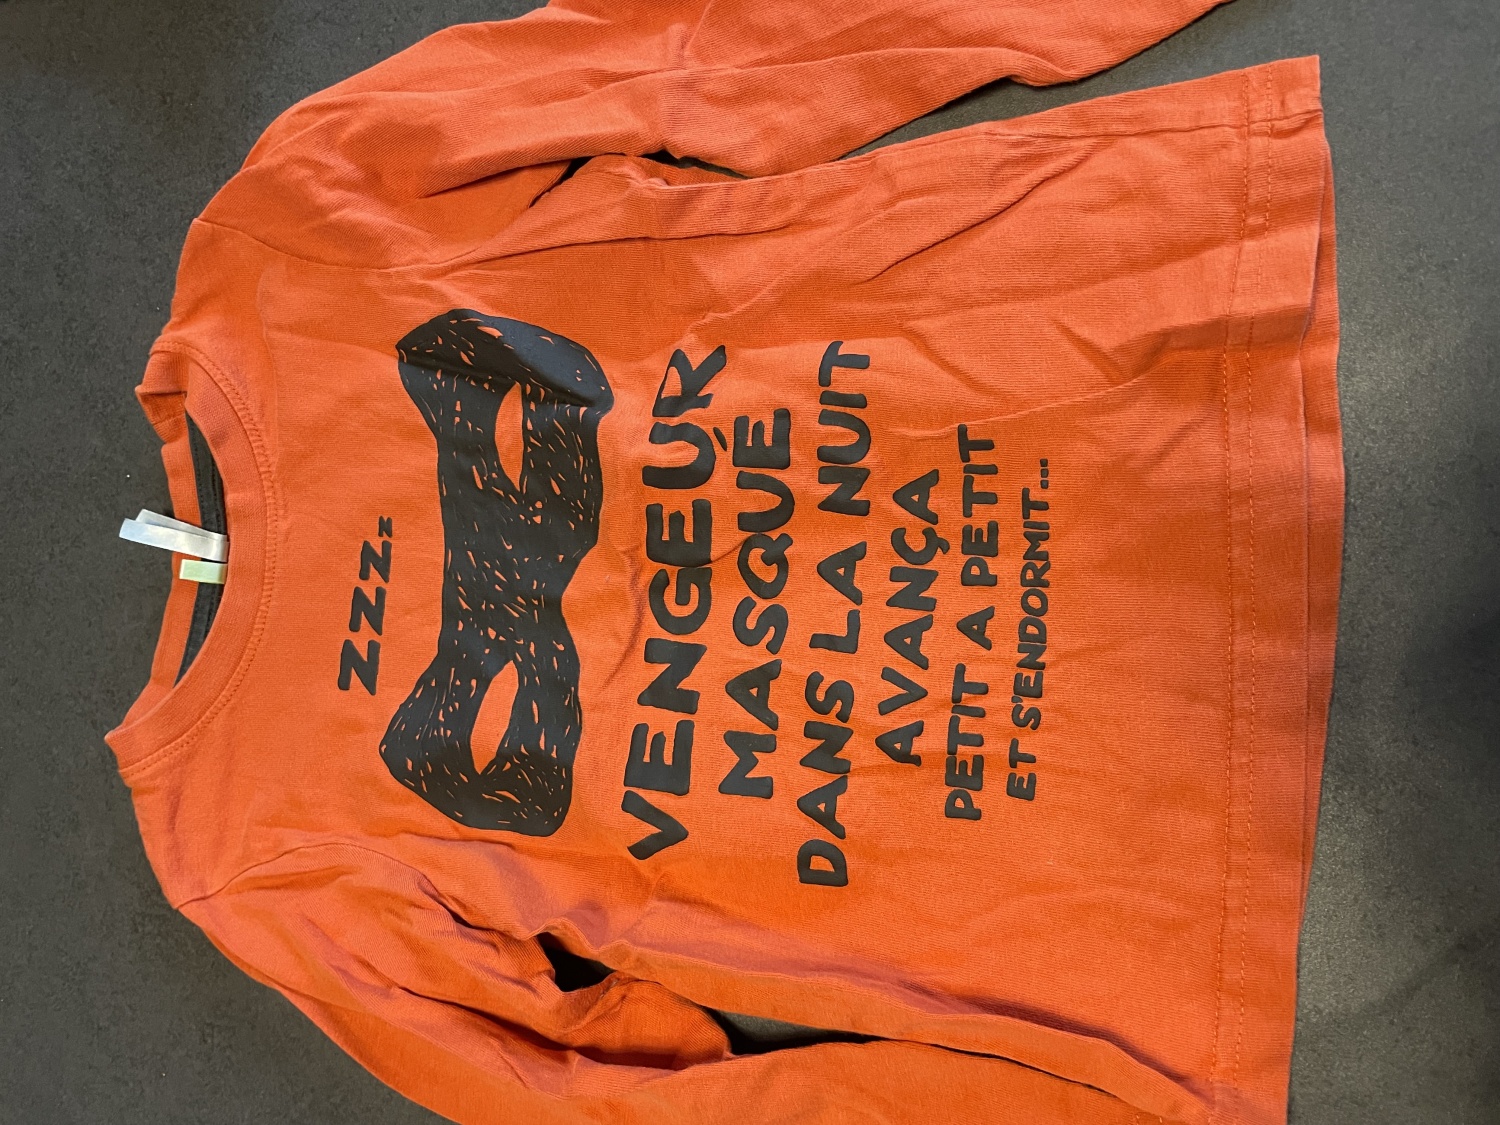 ZZZz
VENGEUR
MASQUÉ
DANS LA NUIT
AVANÇA
PETIT A PETIT
ET S'ENDORMIT...